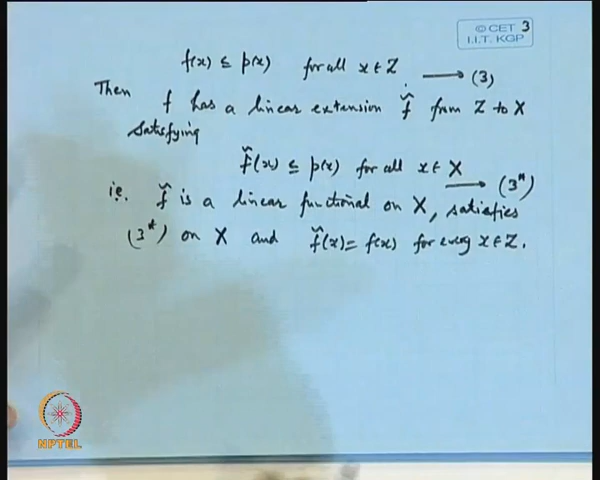 © CET 3
I.I.T. KGP
f(x) ≤ p(x) for all x ∈ Z ⟶ (3)
Then f has a linear extension f̃ from Z to X
satisfying
f̃(x) ≤ p(x) for all x ∈ X ⟶ (3*)
i.e. f̃ is a linear functional on X, satisfies
(3*) on X and f̃(x) = f(x) for every x ∈ Z.
NPTEL